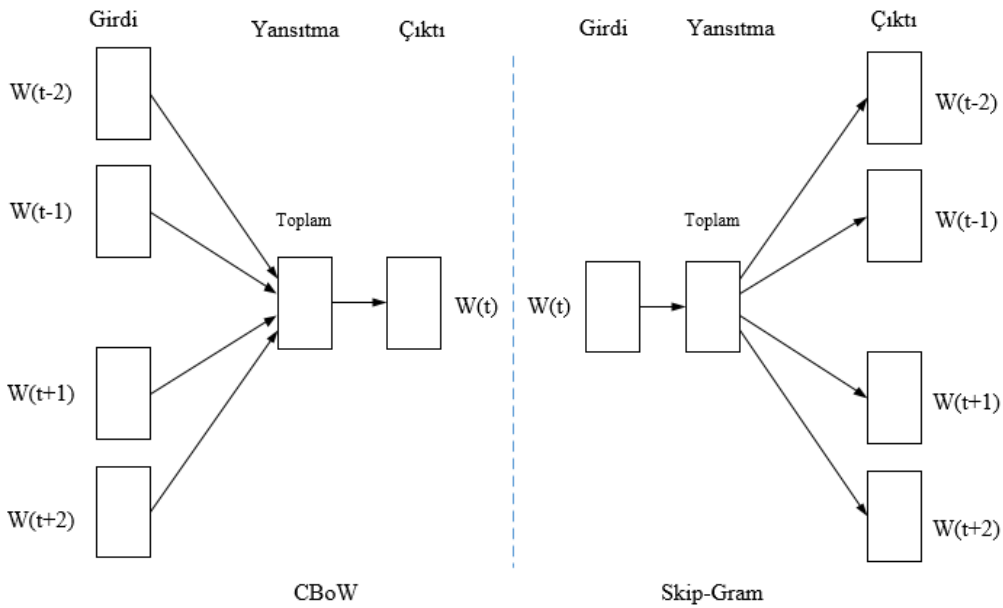 Girdi
Yansıtma
Çıktı
W(t-2)
W(t-1)
Toplam
W(t)
W(t+1)
W(t+2)
CBoW
Girdi
Yansıtma
Çıktı
W(t-2)
W(t-1)
Toplam
W(t)
W(t+1)
W(t+2)
Skip-Gram